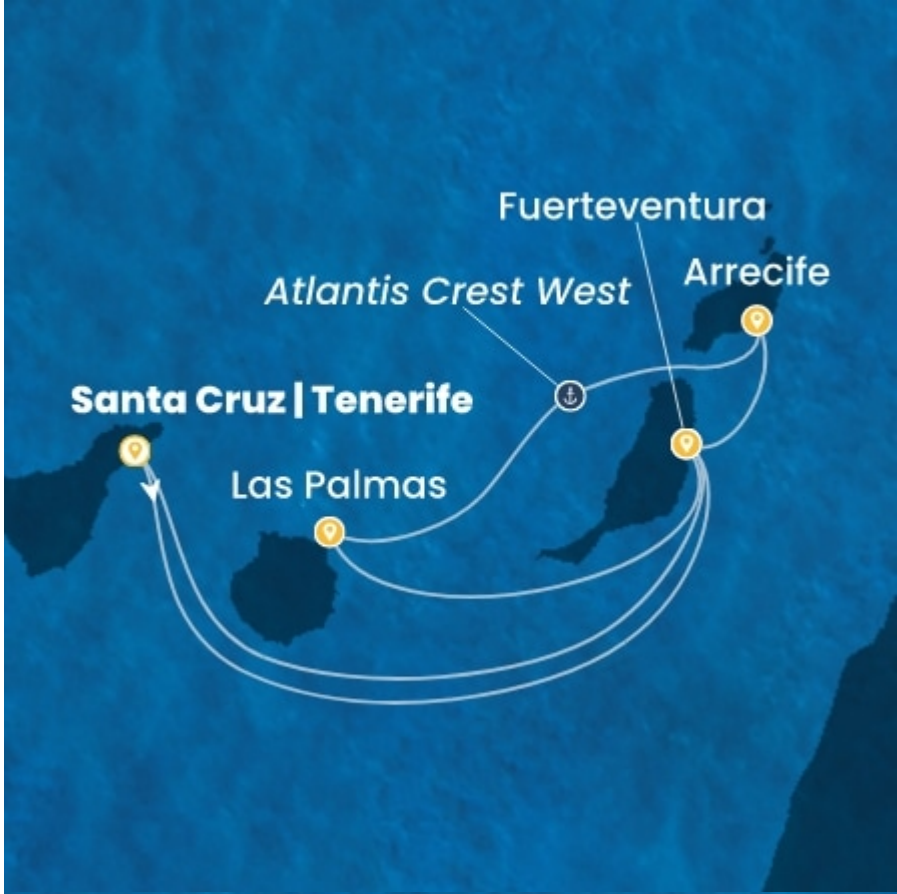 Fuerteventura
Arrecife
Atlantis Crest West
Santa Cruz | Tenerife
Las Palmas